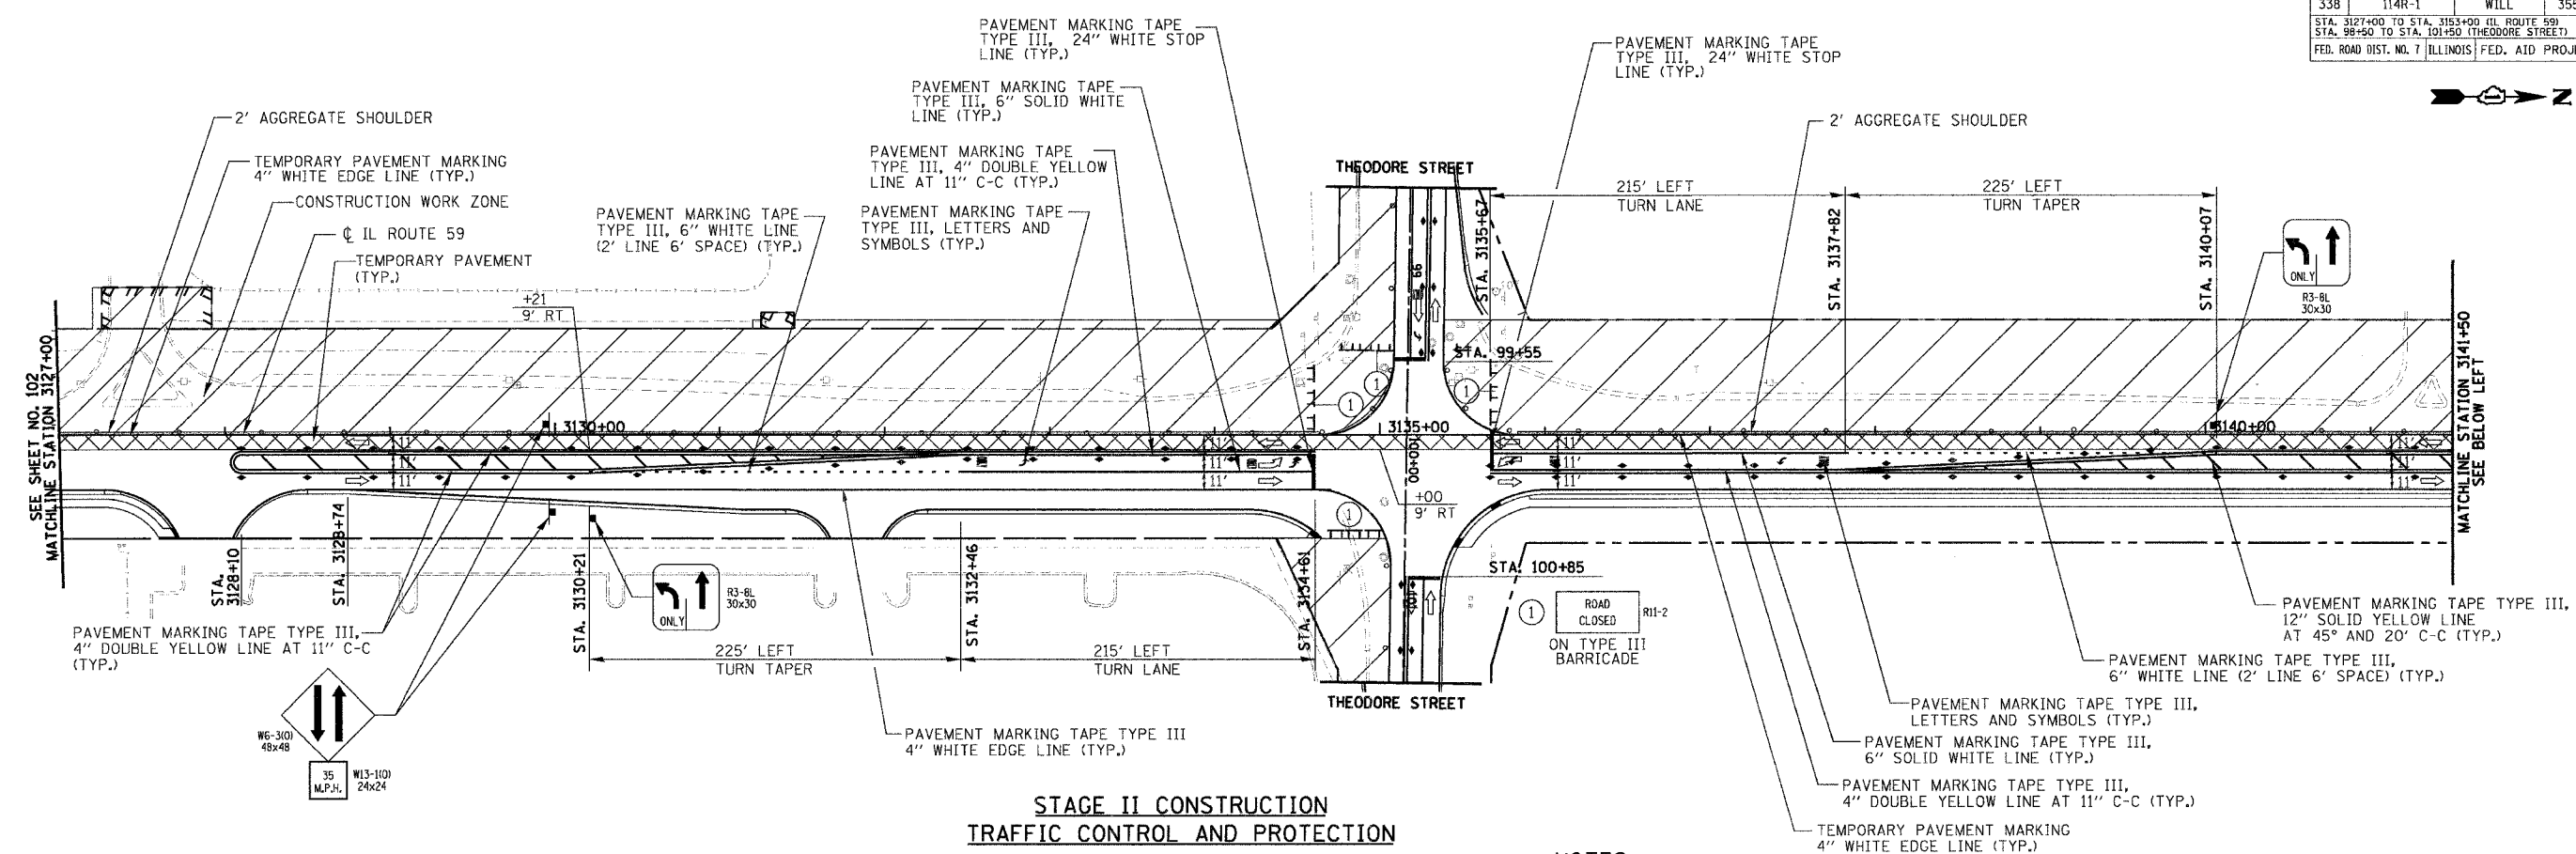 338 114R-1 WILL 355
STA. 3127+00 TO STA. 3153+00 (IL ROUTE 59)
STA. 98+50 TO STA. 101+50 (THEODORE STREET)
FED. ROAD DIST. NO. 7 ILLINOIS FED. AID PROJE
N
PAVEMENT MARKING TAPE
TYPE III, 24" WHITE STOP
LINE (TYP.)
PAVEMENT MARKING TAPE
TYPE III, 24" WHITE STOP
LINE (TYP.)
PAVEMENT MARKING TAPE
TYPE III, 6" SOLID WHITE
LINE (TYP.)
2' AGGREGATE SHOULDER
2' AGGREGATE SHOULDER
TEMPORARY PAVEMENT MARKING
4" WHITE EDGE LINE (TYP.)
PAVEMENT MARKING TAPE
TYPE III, 4" DOUBLE YELLOW
LINE AT 11" C-C (TYP.)
CONSTRUCTION WORK ZONE
PAVEMENT MARKING TAPE
TYPE III, 6" WHITE LINE
(2' LINE 6' SPACE) (TYP.)
PAVEMENT MARKING TAPE
TYPE III, LETTERS AND
SYMBOLS (TYP.)
℄ IL ROUTE 59
TEMPORARY PAVEMENT
(TYP.)
THEODORE STREET
215' LEFT
TURN LANE
225' LEFT
TURN TAPER
STA. 3135+67
STA. 3137+82
STA. 3140+07
ONLY
R3-8L
30x30
+21
9' RT
99
STA. 99+55
1
1
1
SEE SHEET NO. 102
MATCHLINE STATION 3127+00
3130+00
3135+00
3140+00
MATCHLINE STATION 3141+50
SEE BELOW LEFT
11'
11'
11'
11'
11'
11'
11'
11'
11'
11'
100+00
+00
9' RT
1
STA.
3128+10
STA. 3128+74
STA. 3130+21
STA. 3132+46
STA. 3134+61
ONLY
R3-8L
30x30
STA. 100+85
101
1
ROAD
CLOSED
R11-2
ON TYPE III
BARRICADE
225' LEFT
TURN TAPER
215' LEFT
TURN LANE
THEODORE STREET
PAVEMENT MARKING TAPE TYPE III,
4" DOUBLE YELLOW LINE AT 11" C-C
(TYP.)
W6-3(O)
48x48
35
M.P.H.
W13-1(O)
24x24
PAVEMENT MARKING TAPE TYPE III
4" WHITE EDGE LINE (TYP.)
PAVEMENT MARKING TAPE TYPE III,
12" SOLID YELLOW LINE
AT 45° AND 20' C-C (TYP.)
PAVEMENT MARKING TAPE TYPE III,
6" WHITE LINE (2' LINE 6' SPACE) (TYP.)
PAVEMENT MARKING TAPE TYPE III,
LETTERS AND SYMBOLS (TYP.)
PAVEMENT MARKING TAPE TYPE III,
6" SOLID WHITE LINE (TYP.)
PAVEMENT MARKING TAPE TYPE III,
4" DOUBLE YELLOW LINE AT 11" C-C (TYP.)
TEMPORARY PAVEMENT MARKING
4" WHITE EDGE LINE (TYP.)
STAGE II CONSTRUCTION
TRAFFIC CONTROL AND PROTECTION